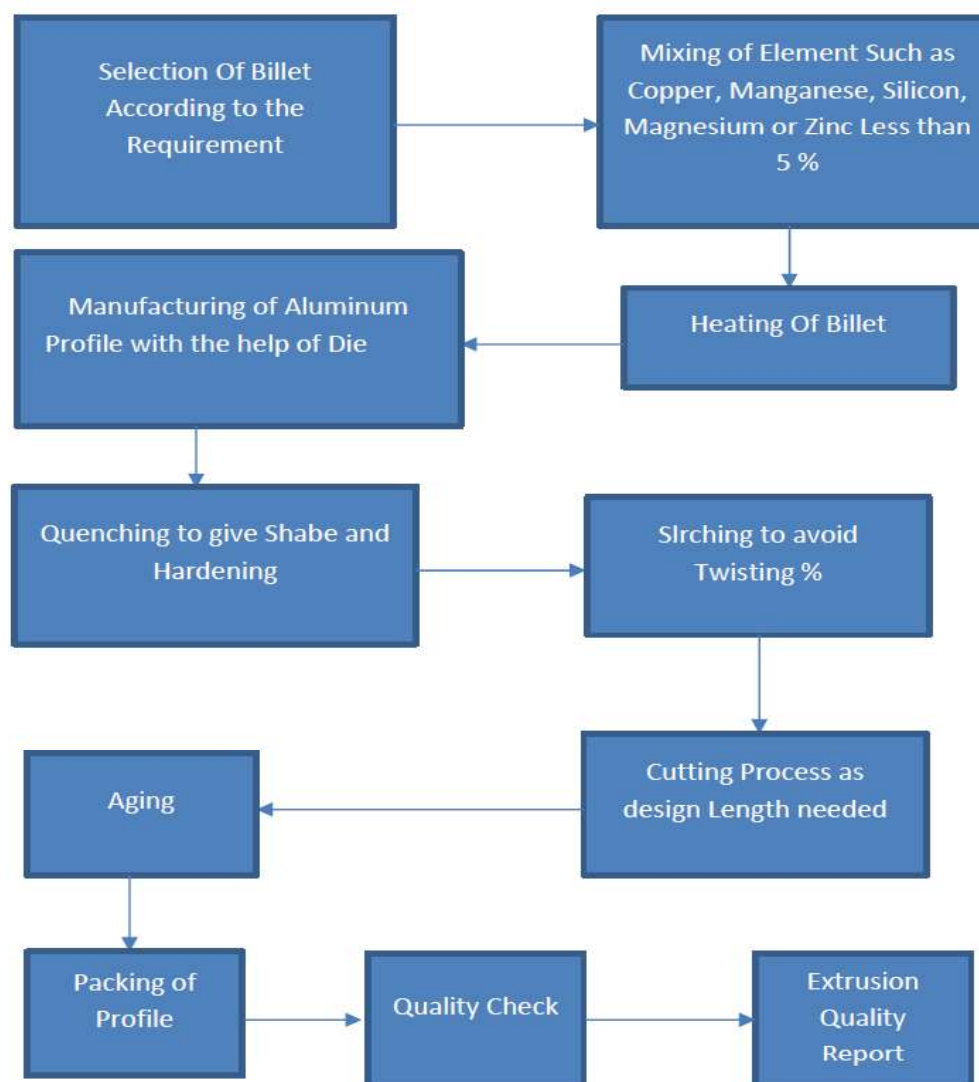 Selection Of Billet
According to the
Requirement
Mixing of Element Such as
Copper, Manganese, Silicon,
Magnesium or Zinc Less than
5 %
Heating Of Billet
Manufacturing of Aluminum
Profile with the help of Die
Quenching to give Shabe and
Hardening
Slrching to avoid
Twisting %
Cutting Process as
design Length needed
Aging
Packing of
Profile
Quality Check
Extrusion
Quality
Report